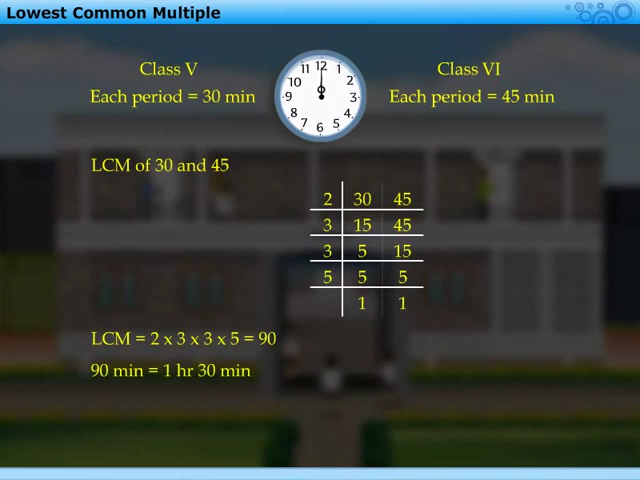 Lowest Common Multiple
Class V
Each period = 30 min
12
1
2
3
4
5
6
7
8
9
10
11
Class VI
Each period = 45 min
LCM of 30 and 45
2 30 45
3 15 45
3 5 15
5 5 5
1 1
LCM = 2 x 3 x 3 x 5 = 90
90 min = 1 hr 30 min